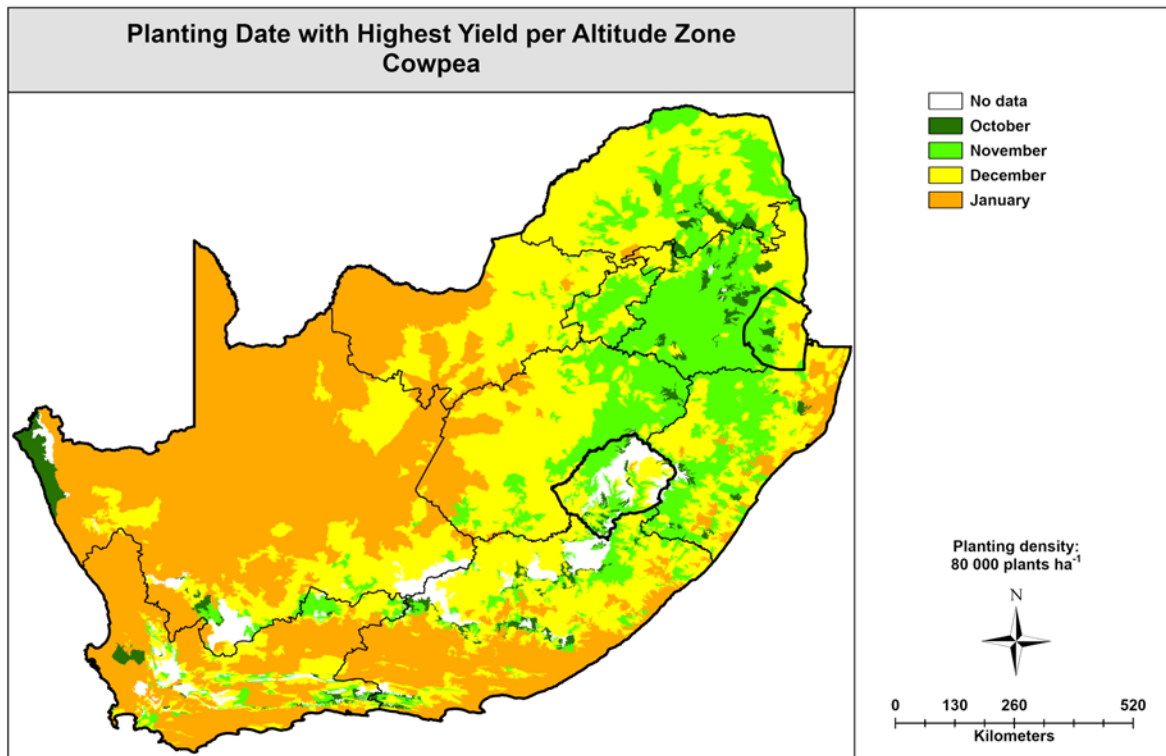 Planting Date with Highest Yield per Altitude Zone
Cowpea
No data
October
November
December
January
Planting density:
80 000 plants ha⁻¹
N
0 130 260 520
Kilometers